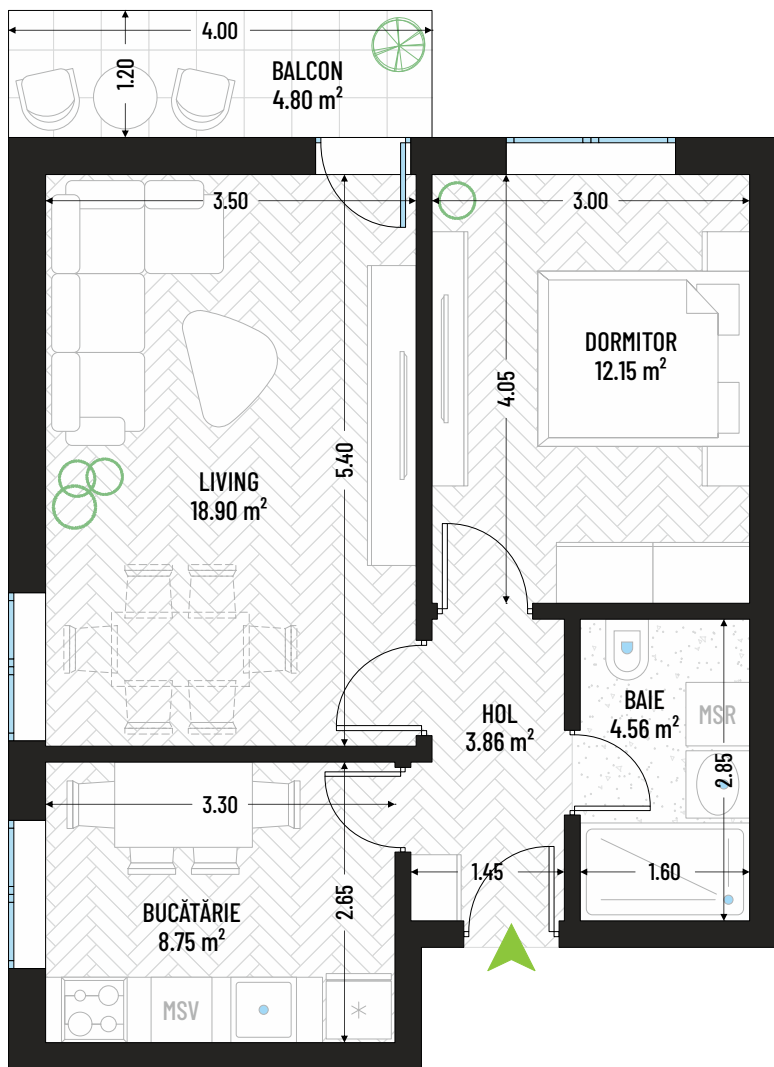 4.00
1.20
BALCON
4.80 m²
3.50
3.00
DORMITOR
12.15 m²
4.05
5.40
LIVING
18.90 m²
HOL
3.86 m²
BAIE
4.56 m²
MSR
2.85
3.30
1.45
1.60
2.65
BUCĂTĂRIE
8.75 m²
MSV